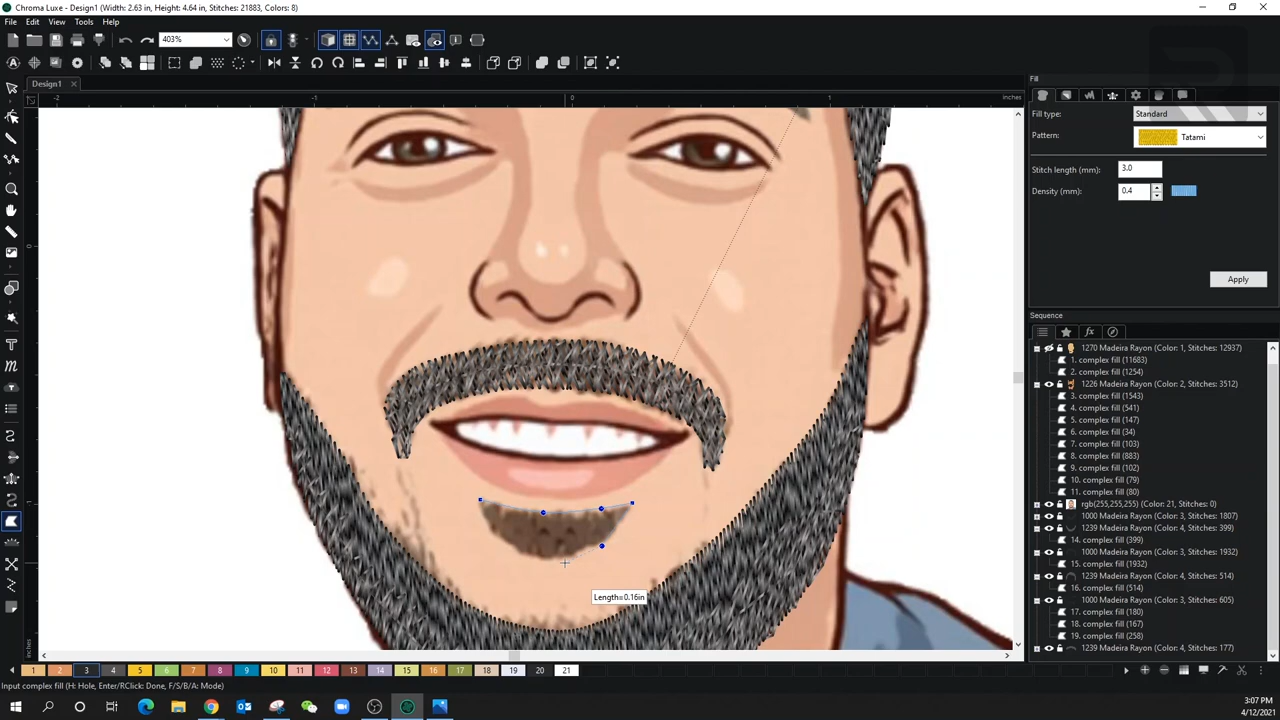 Chroma Luxe - Design1 (Width: 2.63 in, Height: 4.64 in, Stitches: 21883, Colors: 8)
File Edit View Tools Help
403%
Design1
-2 -1 0 1 inches
0
inches
Length=0.16in
Fill
Fill type: Standard
Pattern: Tatami
Stitch length (mm): 3.0
Density (mm): 0.4
Apply
Sequence
1270 Madeira Rayon (Color: 1, Stitches: 12937)
1. complex fill (11683)
2. complex fill (1254)
1226 Madeira Rayon (Color: 2, Stitches: 3512)
3. complex fill (1543)
4. complex fill (541)
5. complex fill (147)
6. complex fill (34)
7. complex fill (103)
8. complex fill (883)
9. complex fill (102)
10. complex fill (79)
11. complex fill (80)
rgb(255,255,255) (Color: 21, Stitches: 0)
1000 Madeira Rayon (Color: 3, Stitches: 1807)
1239 Madeira Rayon (Color: 4, Stitches: 399)
14. complex fill (399)
1000 Madeira Rayon (Color: 3, Stitches: 1932)
15. complex fill (1932)
1239 Madeira Rayon (Color: 4, Stitches: 514)
16. complex fill (514)
1000 Madeira Rayon (Color: 3, Stitches: 605)
17. complex fill (180)
18. complex fill (167)
19. complex fill (258)
1239 Madeira Rayon (Color: 4, Stitches: 177)
1 2 3 4 5 6 7 8 9 10 11 12 13 14 15 16 17 18 19 20 21
Input complex fill (H: Hole, Enter/RClick: Done, F/S/B/A: Mode)
3:07 PM
4/12/2021